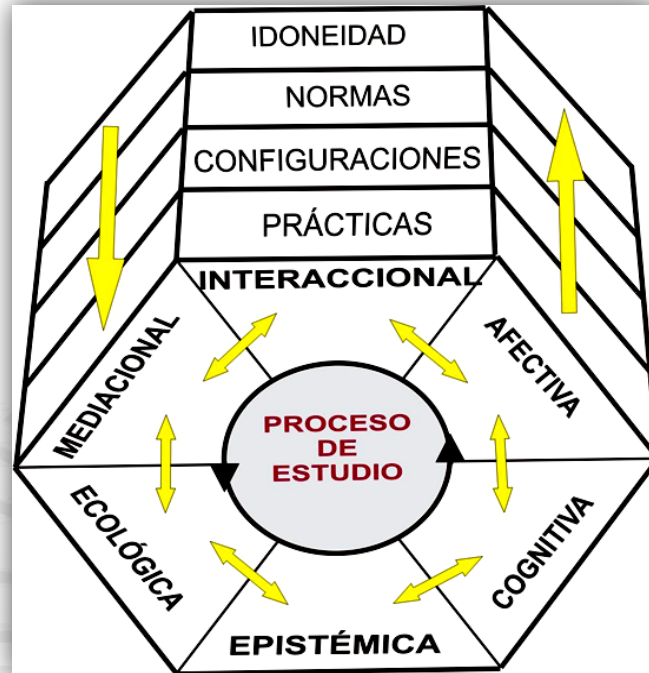 IDONEIDAD
NORMAS
CONFIGURACIONES
PRÁCTICAS
INTERACCIONAL
MEDIACIONAL
AFECTIVA
PROCESO
DE
ESTUDIO
ECOLÓGICA
COGNITIVA
EPISTÉMICA